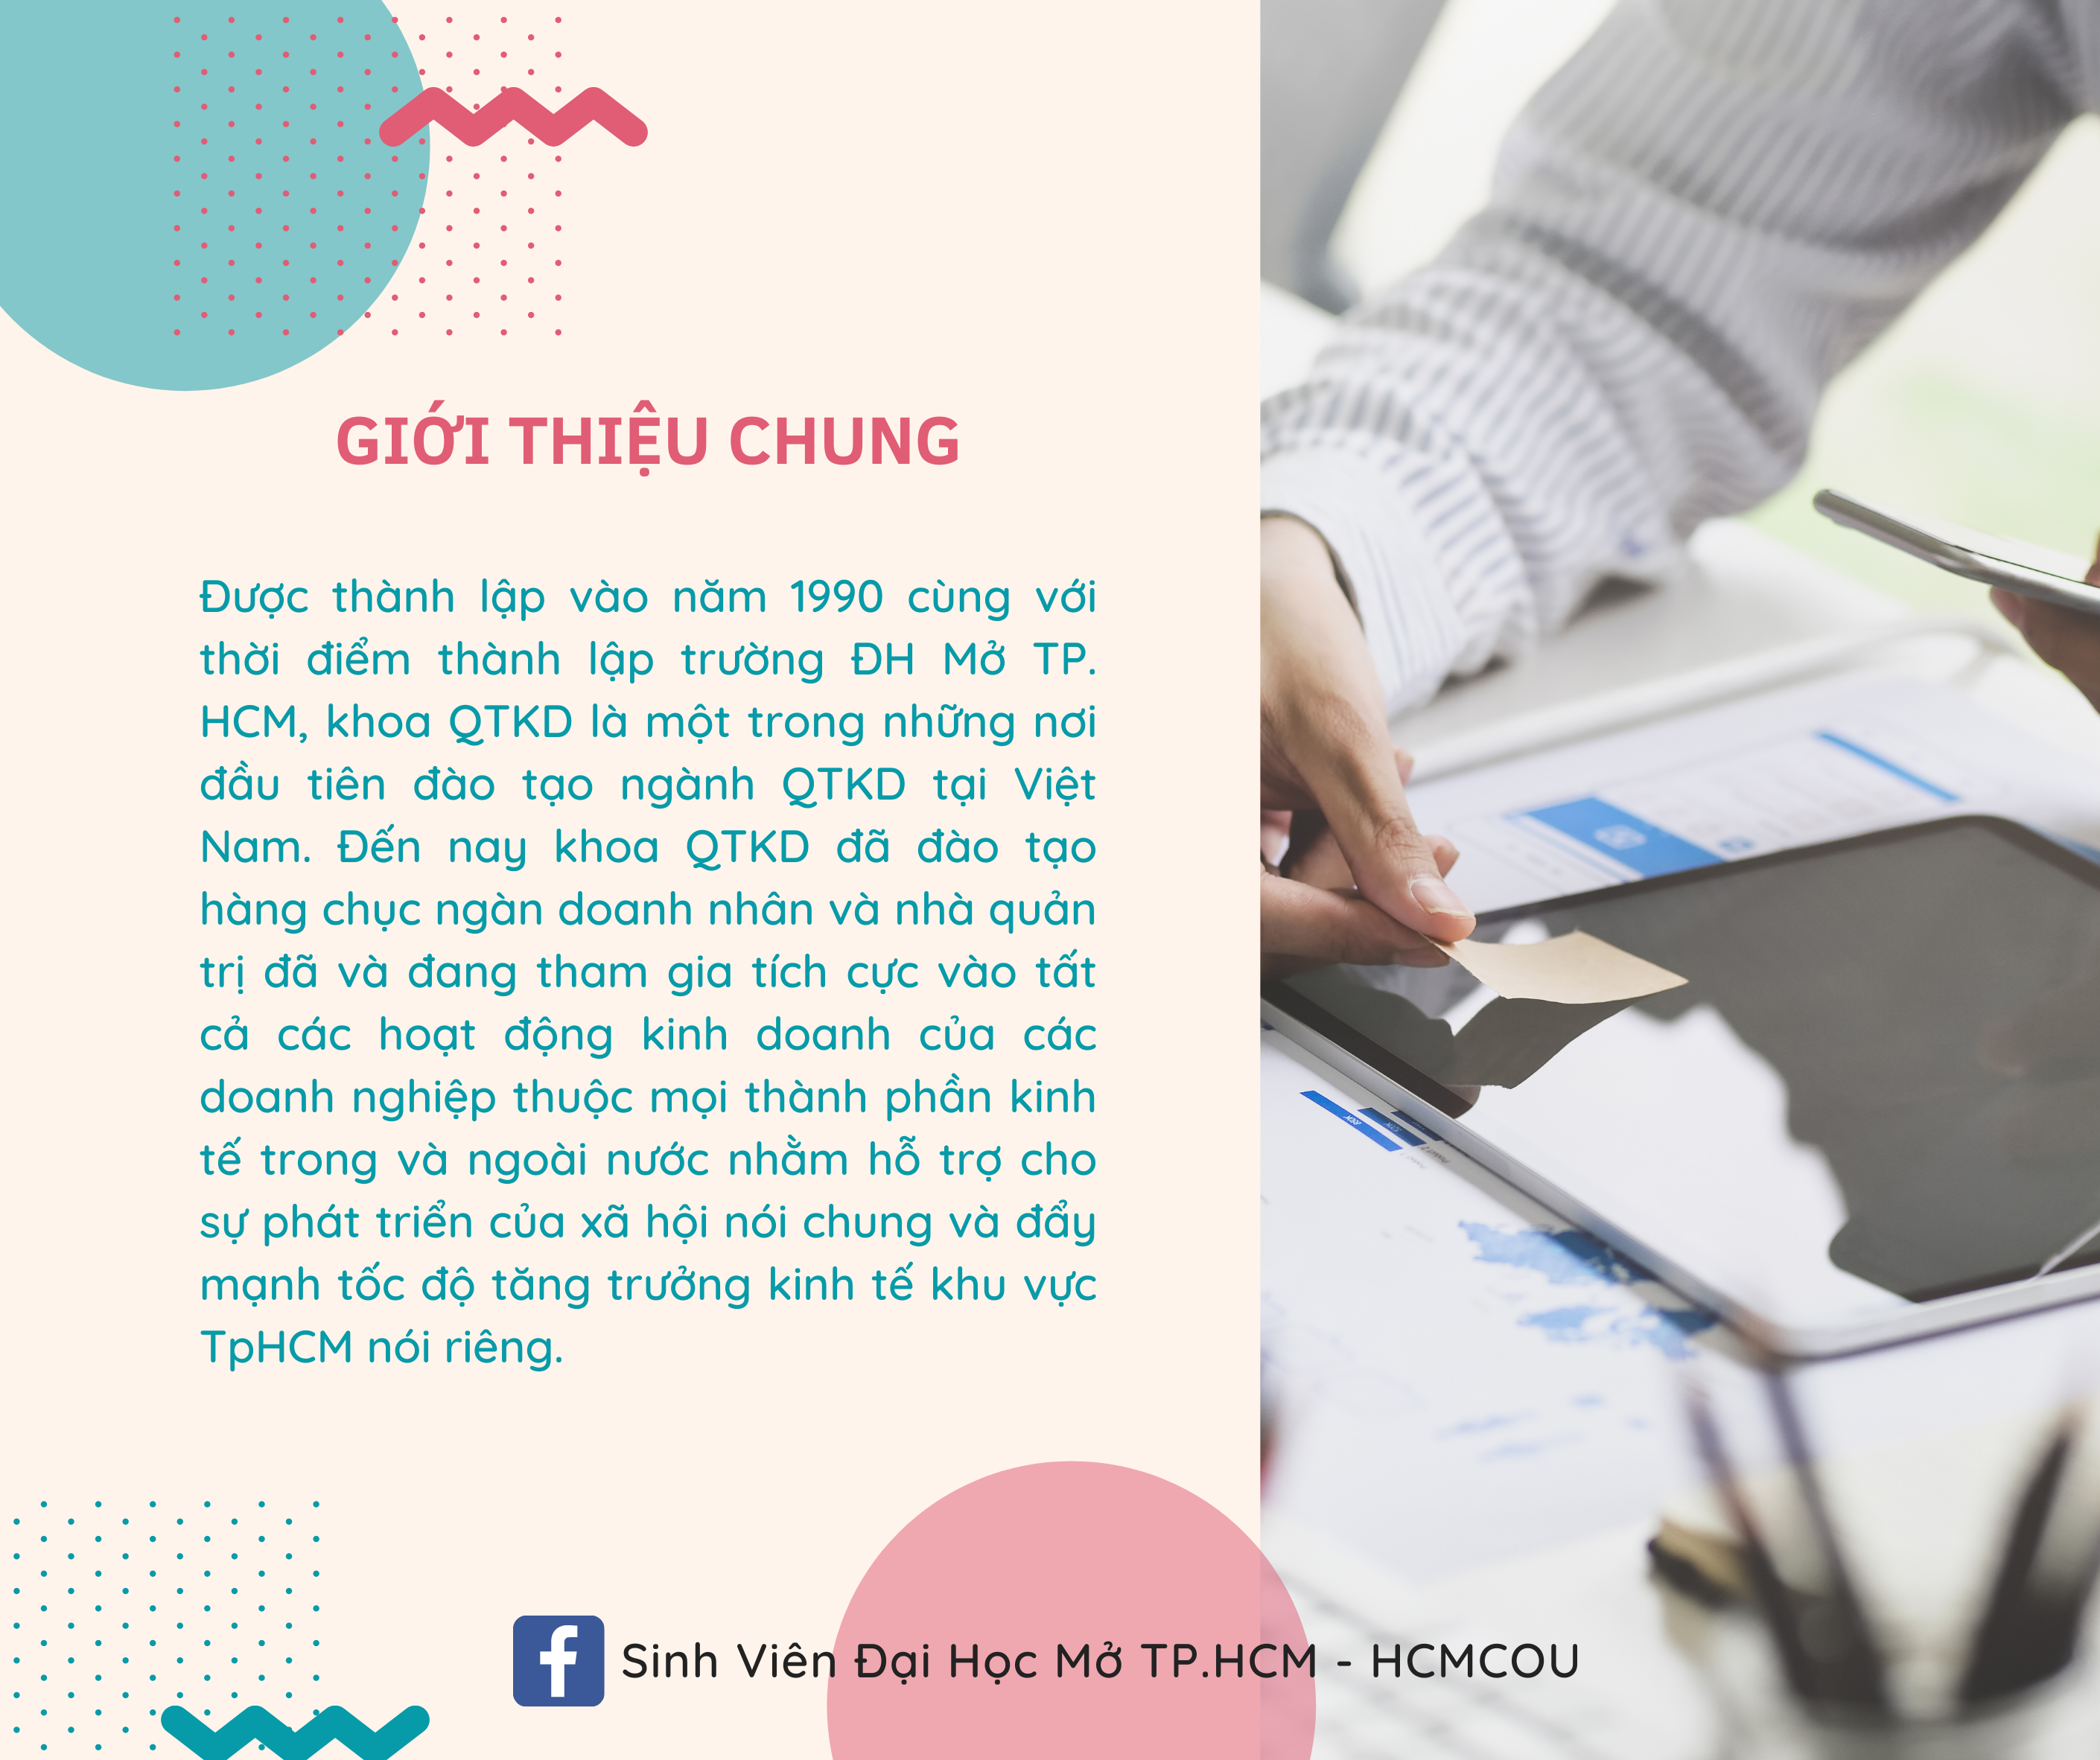 GIỚI THIỆU CHUNG
Được thành lập vào năm 1990 cùng với
thời điểm thành lập trường ĐH Mở TP.
HCM, khoa QTKD là một trong những nơi
đầu tiên đào tạo ngành QTKD tại Việt
Nam. Đến nay khoa QTKD đã đào tạo
hàng chục ngàn doanh nhân và nhà quản
trị đã và đang tham gia tích cực vào tất
cả các hoạt động kinh doanh của các
doanh nghiệp thuộc mọi thành phần kinh
tế trong và ngoài nước nhằm hỗ trợ cho
sự phát triển của xã hội nói chung và đẩy
mạnh tốc độ tăng trưởng kinh tế khu vực
TpHCM nói riêng.
Sinh Viên Đại Học Mở TP.HCM - HCMCOU